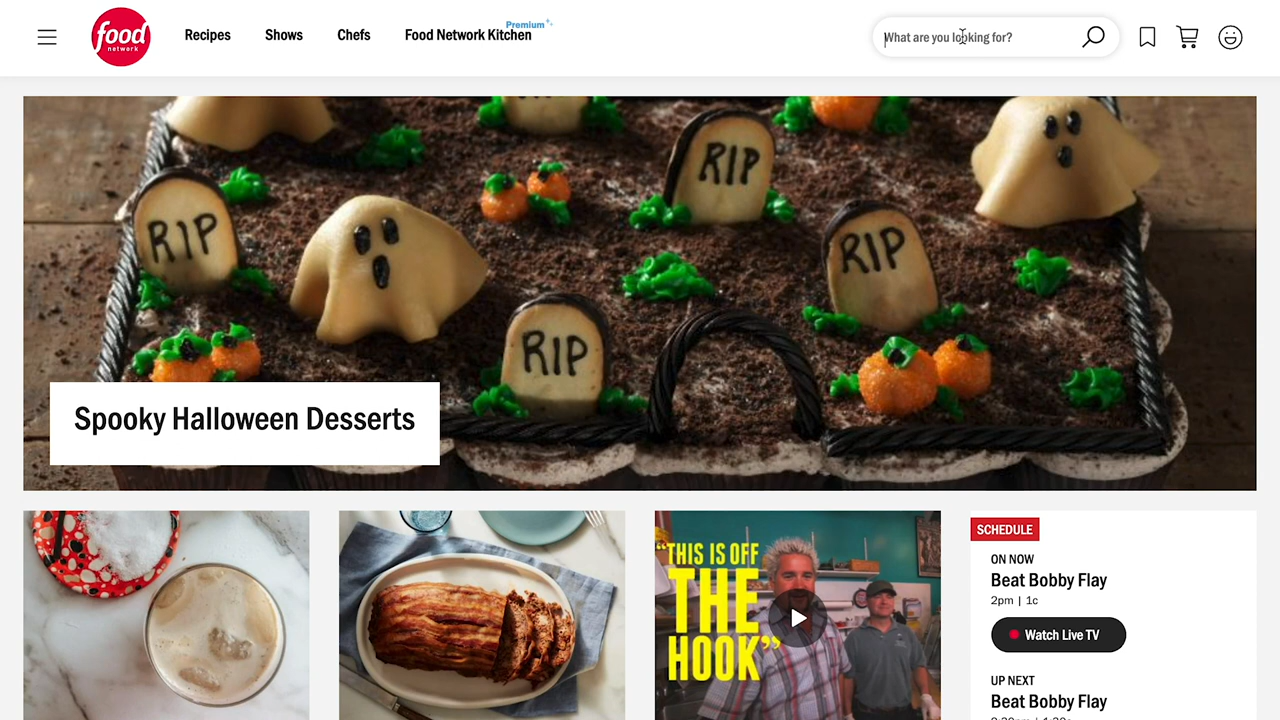 food
network
Recipes
Shows
Chefs
Food Network Kitchen
Premium
What are you looking for?
RIP
RIP
RIP
RIP
Spooky Halloween Desserts
"THIS IS OFF
THE
HOOK"
SCHEDULE
ON NOW
Beat Bobby Flay
2pm | 1c
Watch Live TV
UP NEXT
Beat Bobby Flay